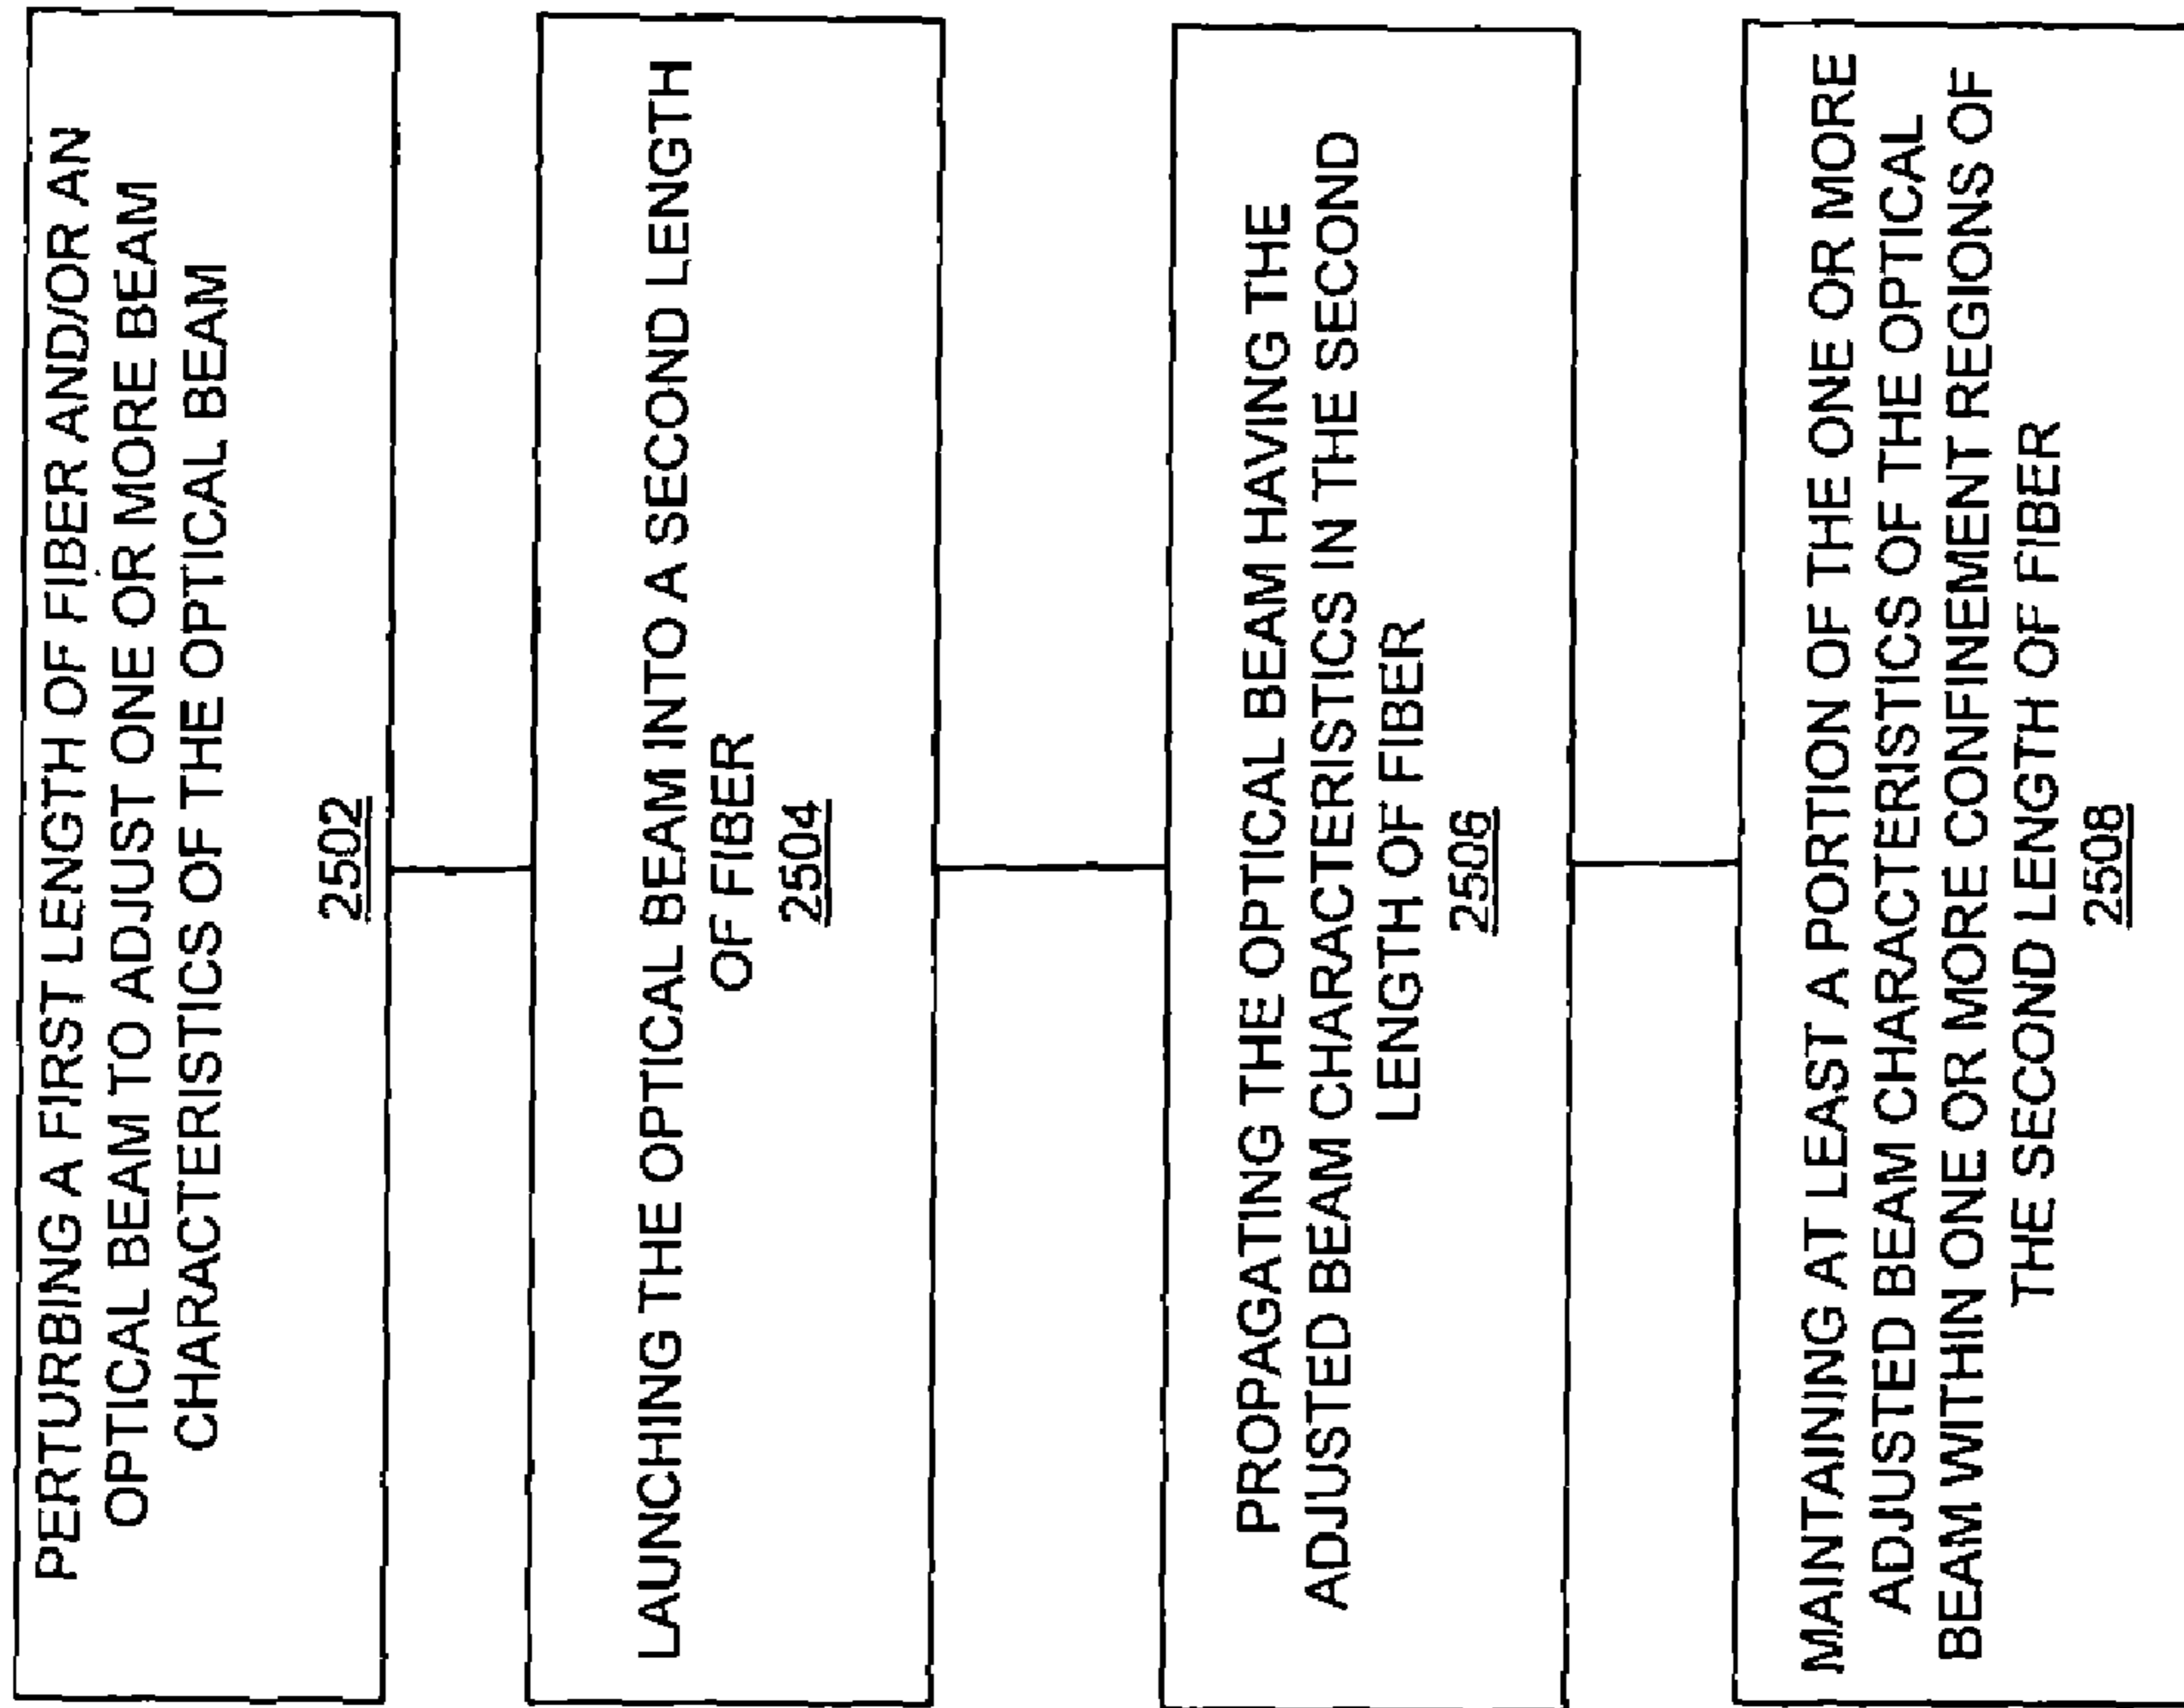 PERTURBING A FIRST LENGTH OF FIBER AND/OR AN
OPTICAL BEAM TO ADJUST ONE OR MORE BEAM
CHARACTERISTICS OF THE OPTICAL BEAM
2502
LAUNCHING THE OPTICAL BEAM INTO A SECOND LENGTH
OF FIBER
2504
PROPAGATING THE OPTICAL BEAM HAVING THE
ADJUSTED BEAM CHARACTERISTICS IN THE SECOND
LENGTH OF FIBER
2506
MAINTAINING AT LEAST A PORTION OF THE ONE OR MORE
ADJUSTED BEAM CHARACTERISTICS OF THE OPTICAL
BEAM WITHIN ONE OR MORE CONFINEMENT REGIONS OF
THE SECOND LENGTH OF FIBER
2508